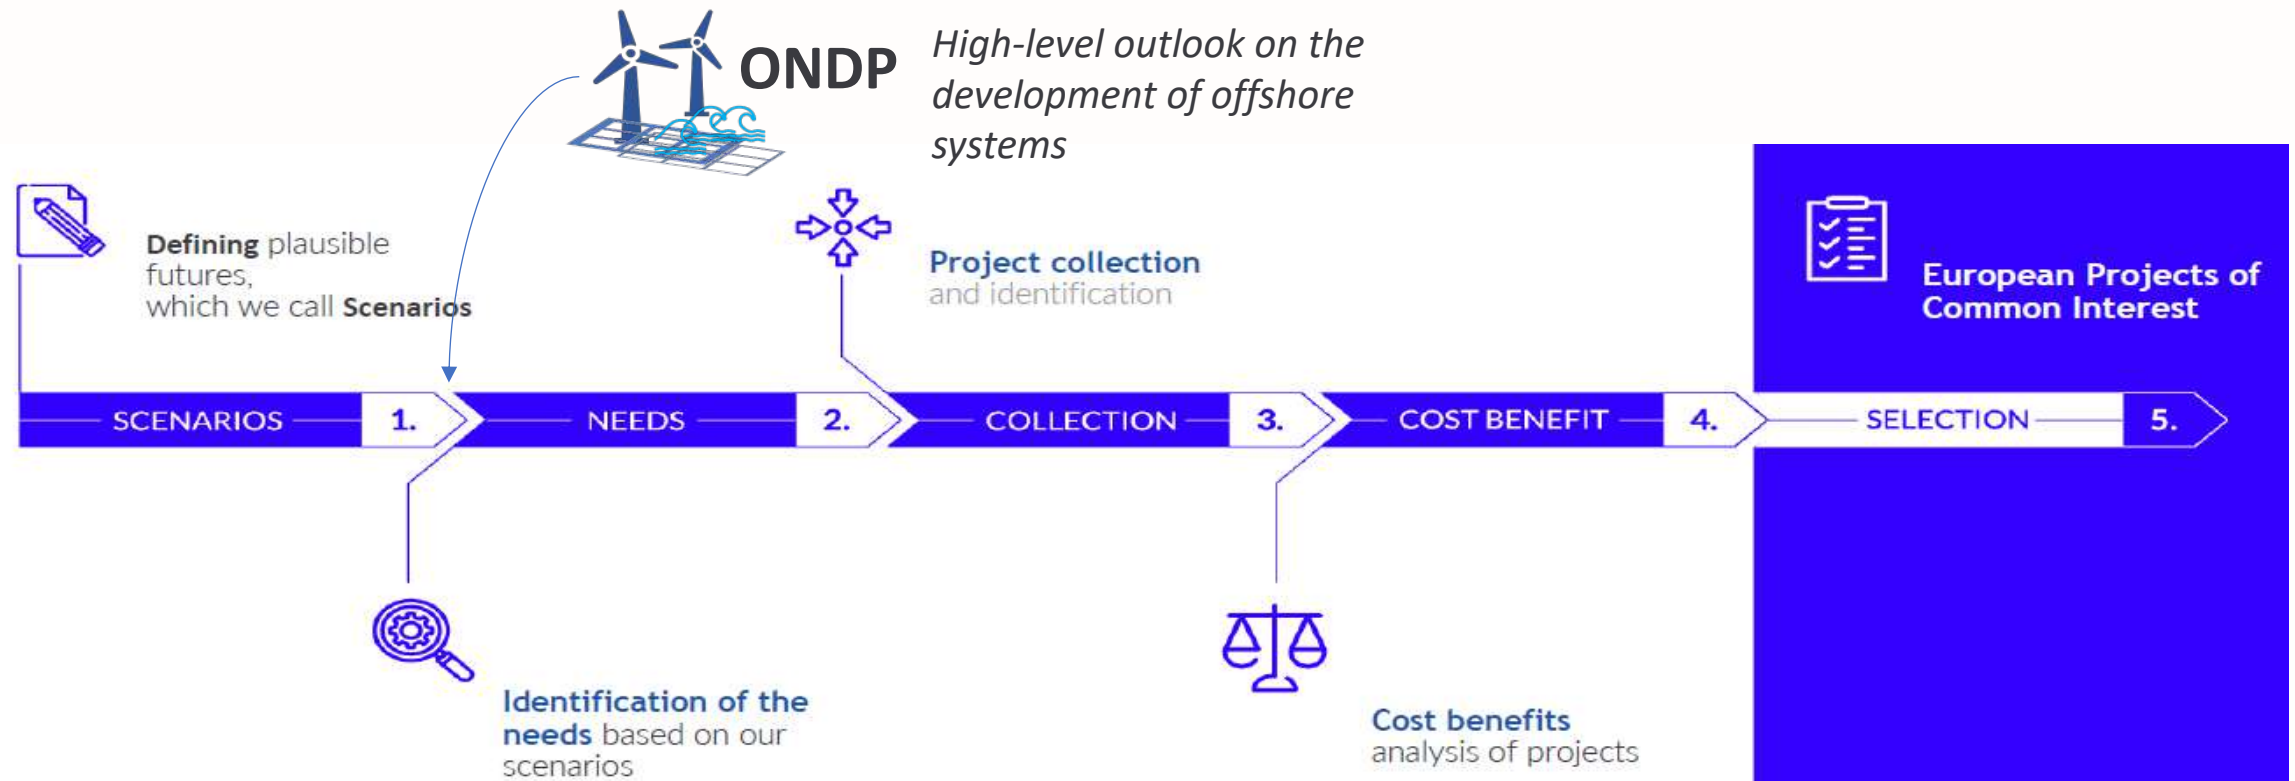 ONDP
High-level outlook on the
development of offshore
systems
Defining plausible
futures,
which we call Scenarios
Project collection
and identification
European Projects of
Common Interest
SCENARIOS 1. NEEDS 2. COLLECTION 3. COST BENEFIT 4. SELECTION 5.
Identification of the
needs based on our
scenarios
Cost benefits
analysis of projects